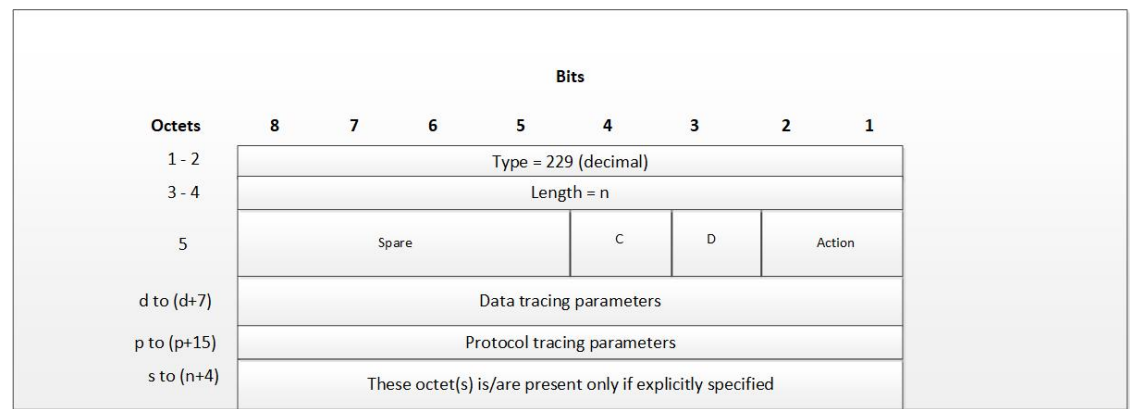 Bits
Octets 8 7 6 5 4 3 2 1
1 - 2 Type = 229 (decimal)
3 - 4 Length = n
5 Spare C D Action
d to (d+7) Data tracing parameters
p to (p+15) Protocol tracing parameters
s to (n+4) These octet(s) is/are present only if explicitly specified